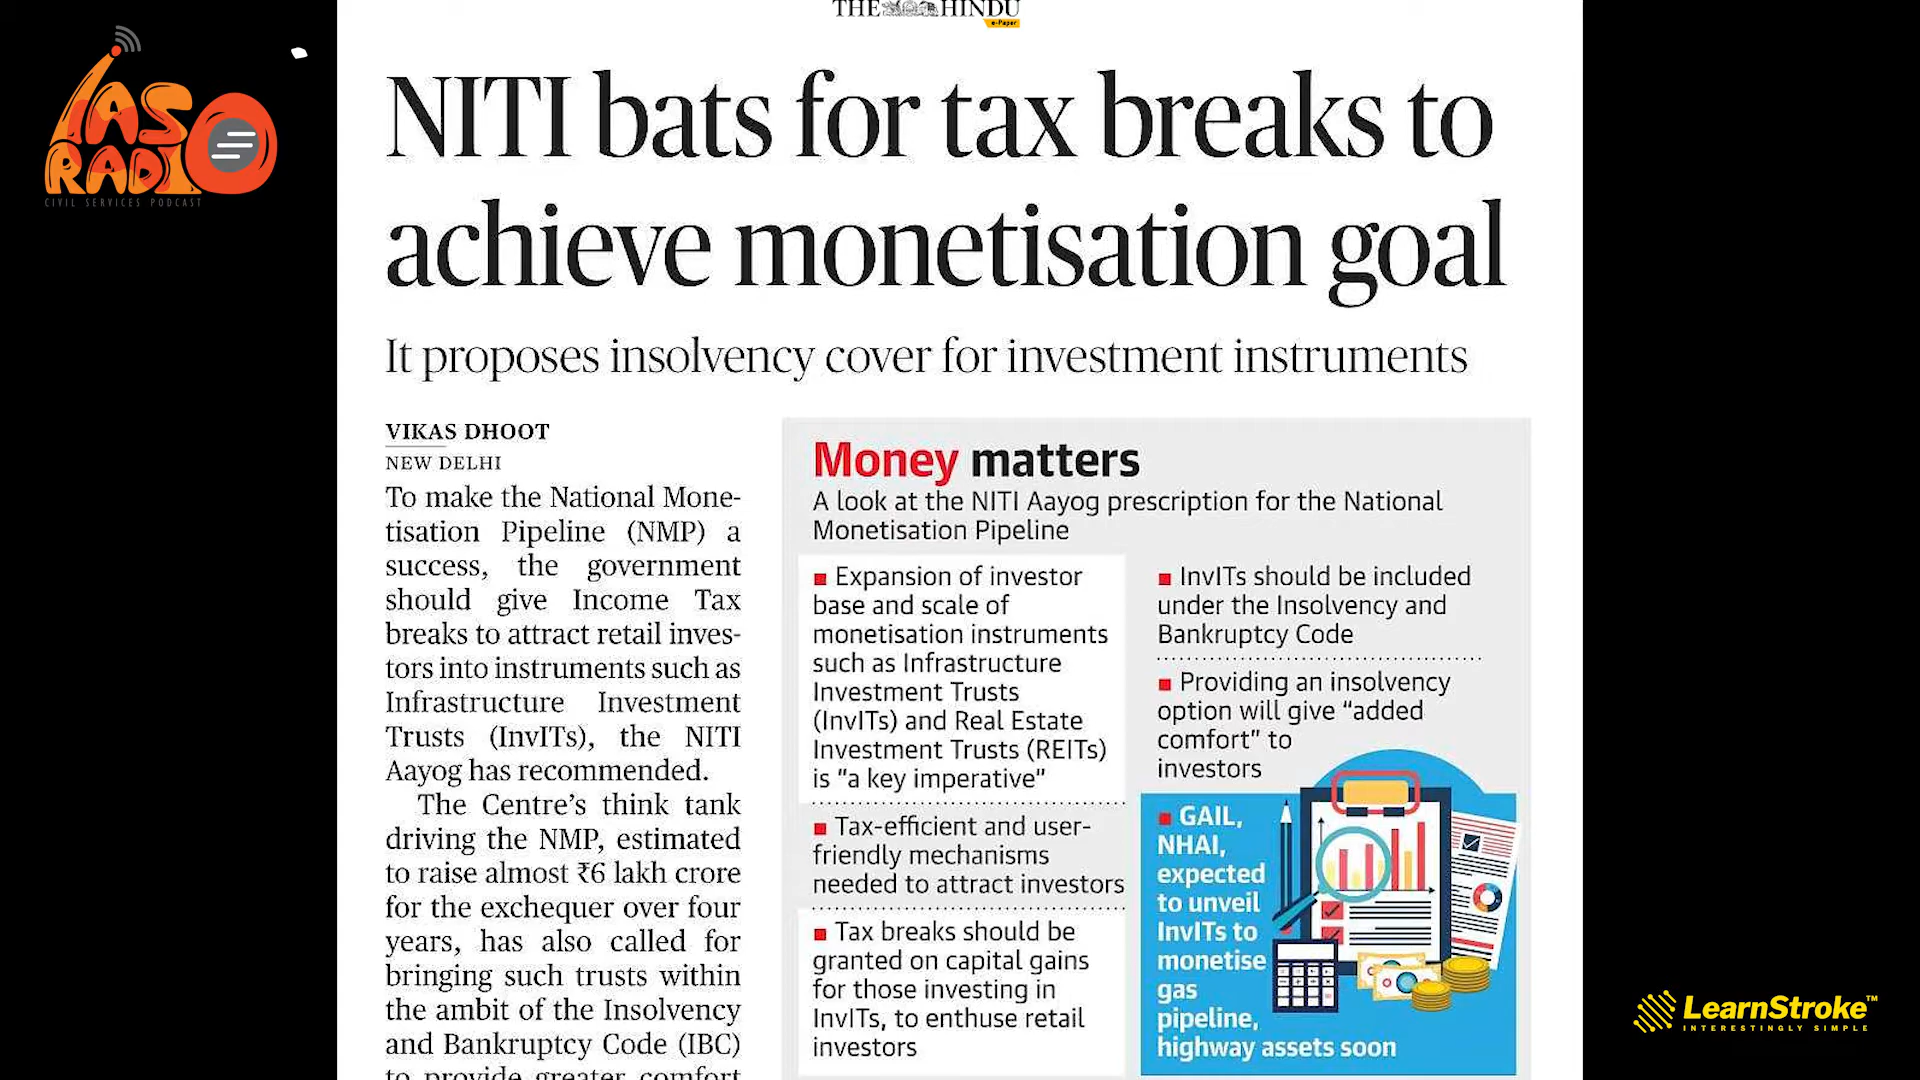 THE HINDU
e-Paper
IAS
RADIO
CIVIL SERVICES PODCAST
NITI bats for tax breaks to
achieve monetisation goal
It proposes insolvency cover for investment instruments
VIKAS DHOOT
NEW DELHI
To make the National Mone-
tisation Pipeline (NMP) a
success, the government
should give Income Tax
breaks to attract retail inves-
tors into instruments such as
Infrastructure Investment
Trusts (InvITs), the NITI
Aayog has recommended.
The Centre's think tank
driving the NMP, estimated
to raise almost ₹6 lakh crore
for the exchequer over four
years, has also called for
bringing such trusts within
the ambit of the Insolvency
and Bankruptcy Code (IBC)
to provide greater comfort
Money matters
A look at the NITI Aayog prescription for the National
Monetisation Pipeline
■ Expansion of investor
base and scale of
monetisation instruments
such as Infrastructure
Investment Trusts
(InvITs) and Real Estate
Investment Trusts (REITs)
is "a key imperative"
■ Tax-efficient and user-
friendly mechanisms
needed to attract investors
■ Tax breaks should be
granted on capital gains
for those investing in
InvITs, to enthuse retail
investors
■ InvITs should be included
under the Insolvency and
Bankruptcy Code
■ Providing an insolvency
option will give "added
comfort" to
investors
■ GAIL,
NHAI,
expected
to unveil
InvITs to
monetise
gas
pipeline,
highway assets soon
LearnStroke™
INTERESTINGLY SIMPLE